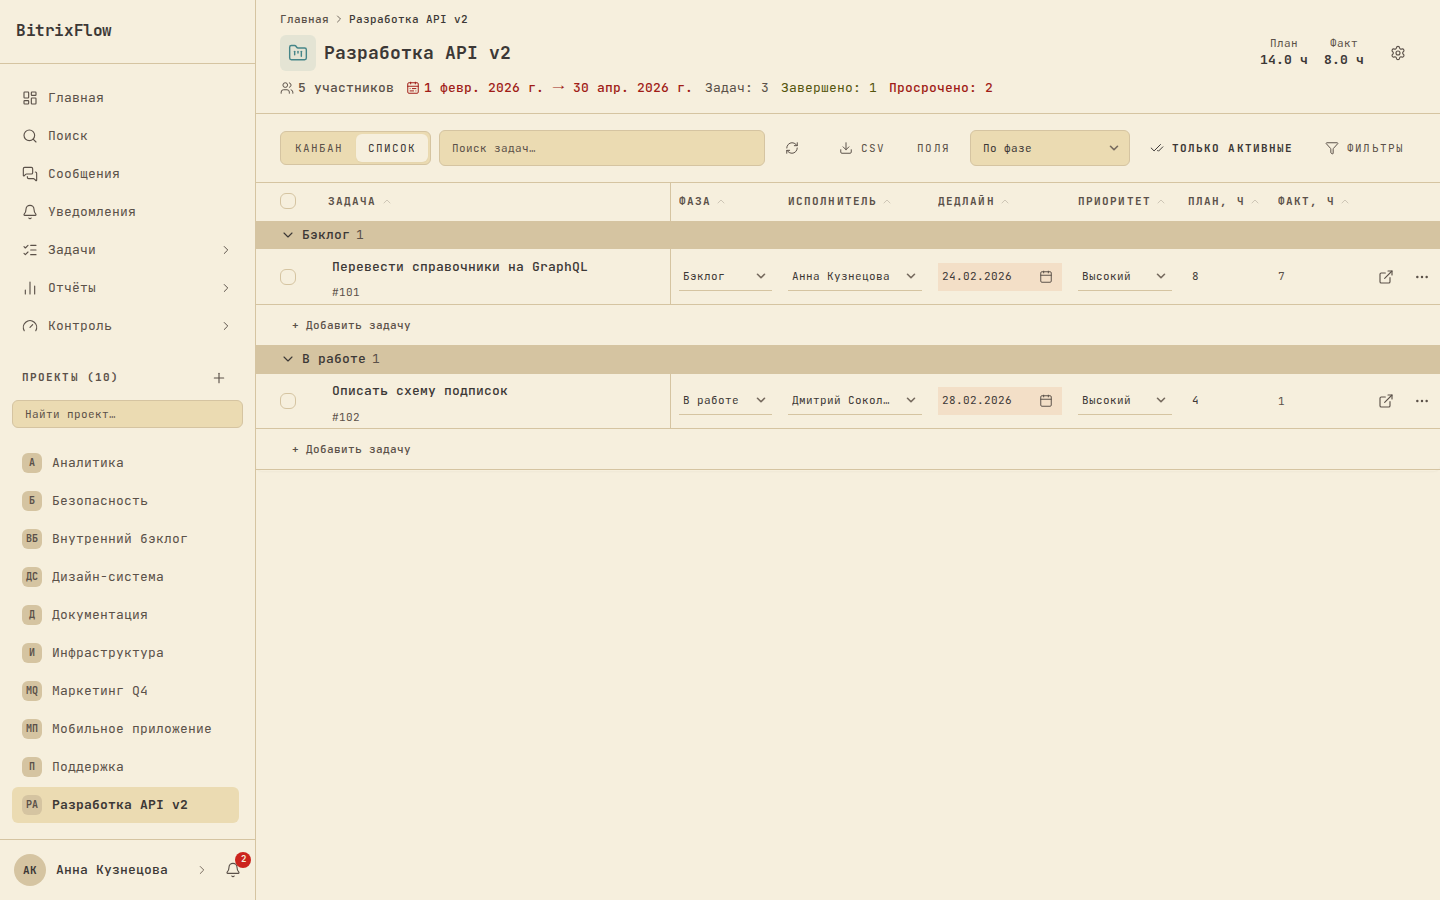 BitrixFlow
Главная
Поиск
Сообщения
Уведомления
Задачи
Отчёты
Контроль
ПРОЕКТЫ (10)
Найти проект…
А Аналитика
Б Безопасность
ВБ Внутренний бэклог
ДС Дизайн-система
Д Документация
И Инфраструктура
MQ Маркетинг Q4
МП Мобильное приложение
П Поддержка
РА Разработка API v2
АК Анна Кузнецова 2
Главная > Разработка API v2
Разработка API v2
План Факт
14.0 ч 8.0 ч
5 участников 1 февр. 2026 г. → 30 апр. 2026 г. Задач: 3 Завершено: 1 Просрочено: 2
КАНБАН СПИСОК Поиск задач… CSV ПОЛЯ По фазе ТОЛЬКО АКТИВНЫЕ ФИЛЬТРЫ
ЗАДАЧА ФАЗА ИСПОЛНИТЕЛЬ ДЕДЛАЙН ПРИОРИТЕТ ПЛАН, Ч ФАКТ, Ч
Бэклог 1
Перевести справочники на GraphQL
#101
Бэклог Анна Кузнецова 24.02.2026 Высокий 8 7
+ Добавить задачу
В работе 1
Описать схему подписок
#102
В работе Дмитрий Сокол… 28.02.2026 Высокий 4 1
+ Добавить задачу